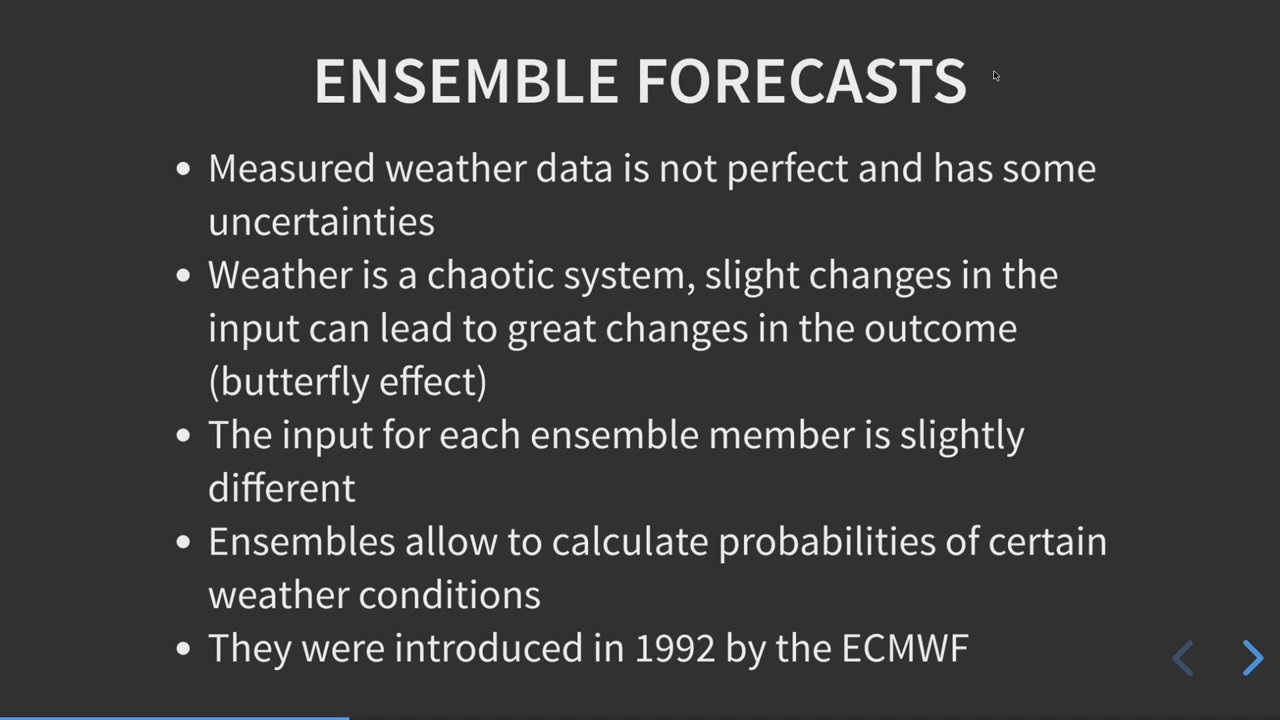 ENSEMBLE FORECASTS
• Measured weather data is not perfect and has some
uncertainties
• Weather is a chaotic system, slight changes in the
input can lead to great changes in the outcome
(butterfly effect)
• The input for each ensemble member is slightly
different
• Ensembles allow to calculate probabilities of certain
weather conditions
• They were introduced in 1992 by the ECMWF